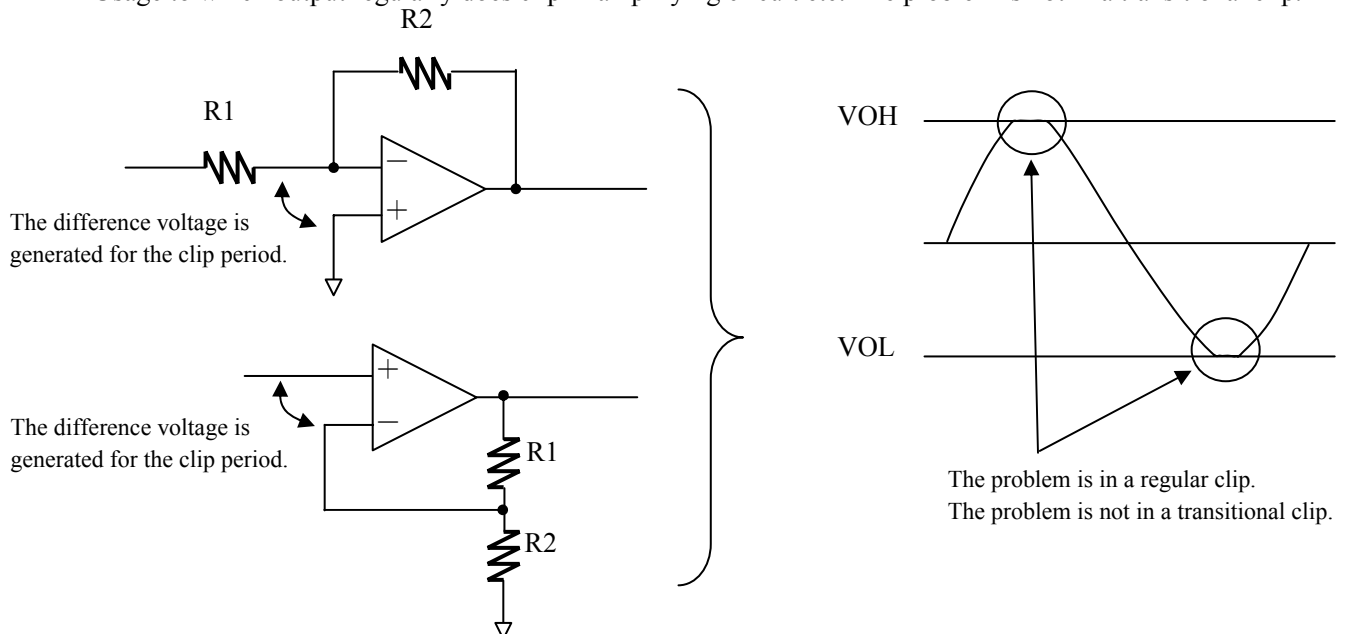 R2
R1
−
+
The difference voltage is
generated for the clip period.
+
−
R1
R2
The difference voltage is
generated for the clip period.
VOH
VOL
The problem is in a regular clip.
The problem is not in a transitional clip.